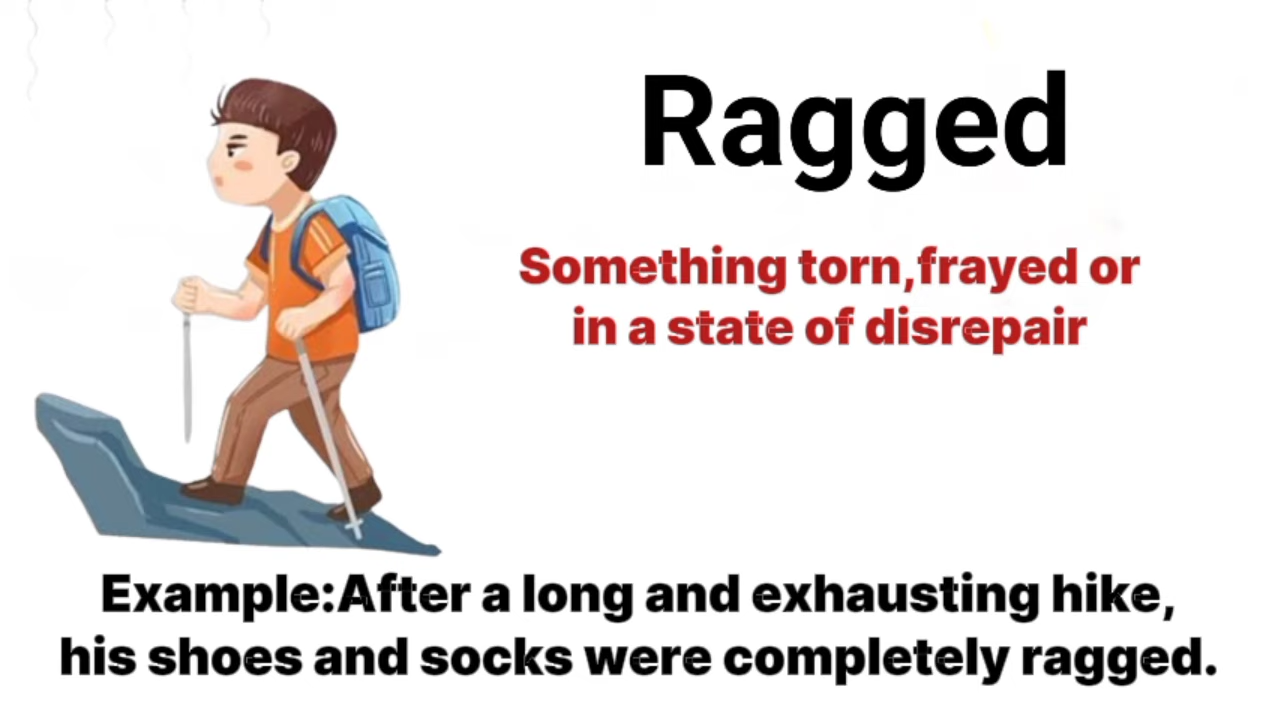 Ragged
Something torn,frayed or
in a state of disrepair
Example:After a long and exhausting hike,
his shoes and socks were completely ragged.